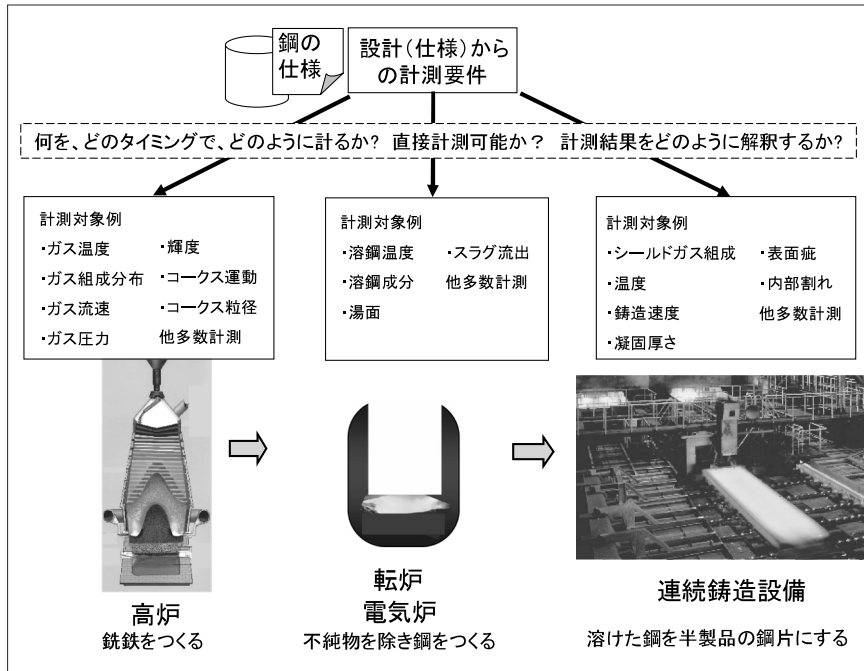 鋼の
仕様
設計(仕様)から
の計測要件
何を、どのタイミングで、どのように計るか? 直接計測可能か? 計測結果をどのように解釈するか?
計測対象例
・ガス温度
・ガス組成分布
・ガス流速
・ガス圧力
・輝度
・コークス運動
・コークス粒径
他多数計測
計測対象例
・溶鋼温度
・溶鋼成分
・湯面
・スラグ流出
他多数計測
計測対象例
・シールドガス組成
・温度
・鋳造速度
・凝固厚さ
・表面疵
・内部割れ
他多数計測
高炉
銑鉄をつくる
転炉
電気炉
不純物を除き鋼をつくる
連続鋳造設備
溶けた鋼を半製品の鋼片にする